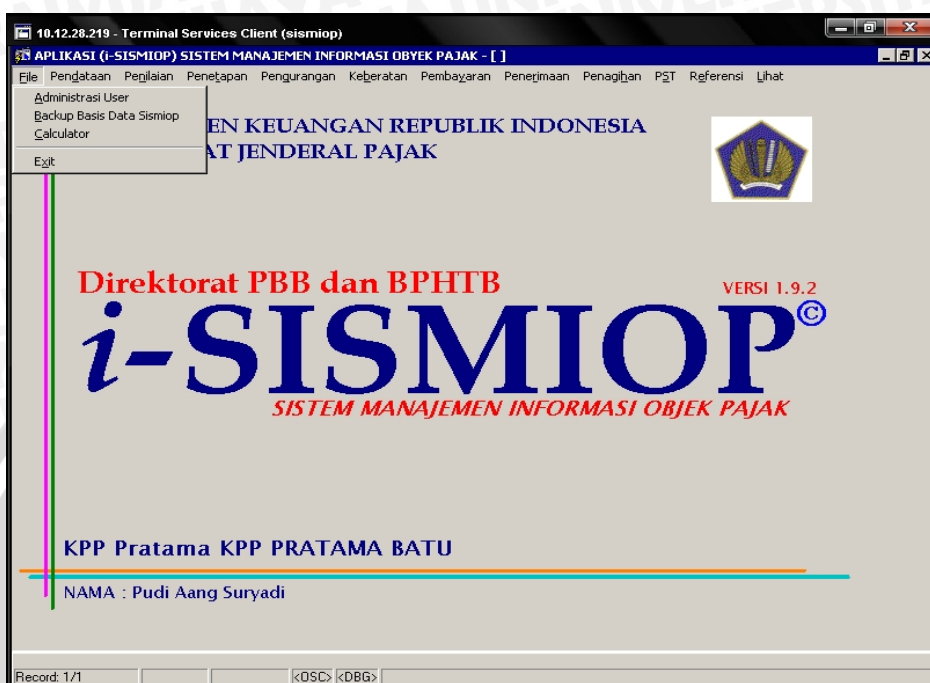 10.12.28.219 - Terminal Services Client (sismiop)
APLIKASI (i-SISMIOP) SISTEM MANAJEMEN INFORMASI OBYEK PAJAK - [ ]
File Pendataan Penilaian Penetapan Pengurangan Keberatan Pembayaran Penerimaan Penagihan PST Referensi Lihat
Administrasi User
Backup Basis Data Sismiop
Calculator
Exit
EN KEUANGAN REPUBLIK INDONESIA
AT JENDERAL PAJAK
Direktorat PBB dan BPHTB
VERSI 1.9.2
i-SISMIOP©
SISTEM MANAJEMEN INFORMASI OBJEK PAJAK
KPP Pratama KPP PRATAMA BATU
NAMA : Pudi Aang Suryadi
Record: 1/1 <OSC> <DBG>